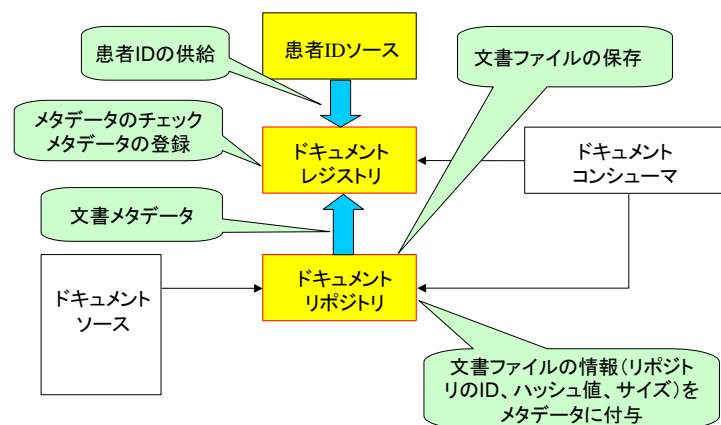 患者IDの供給
患者IDソース
文書ファイルの保存
メタデータのチェック
メタデータの登録
ドキュメント
レジストリ
ドキュメント
コンシューマ
文書メタデータ
ドキュメント
ソース
ドキュメント
リポジトリ
文書ファイルの情報(リポジト
リのID、ハッシュ値、サイズ)を
メタデータに付与